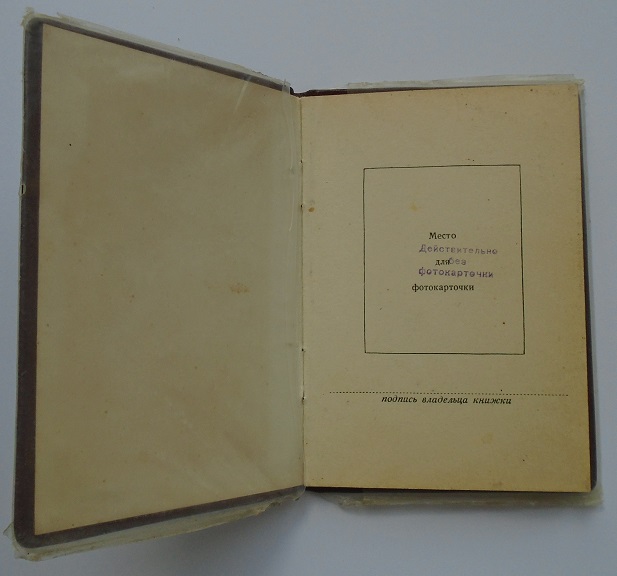 Место
Действительно
для без
фотокарточки
фотокарточки
подпись владельца книжки